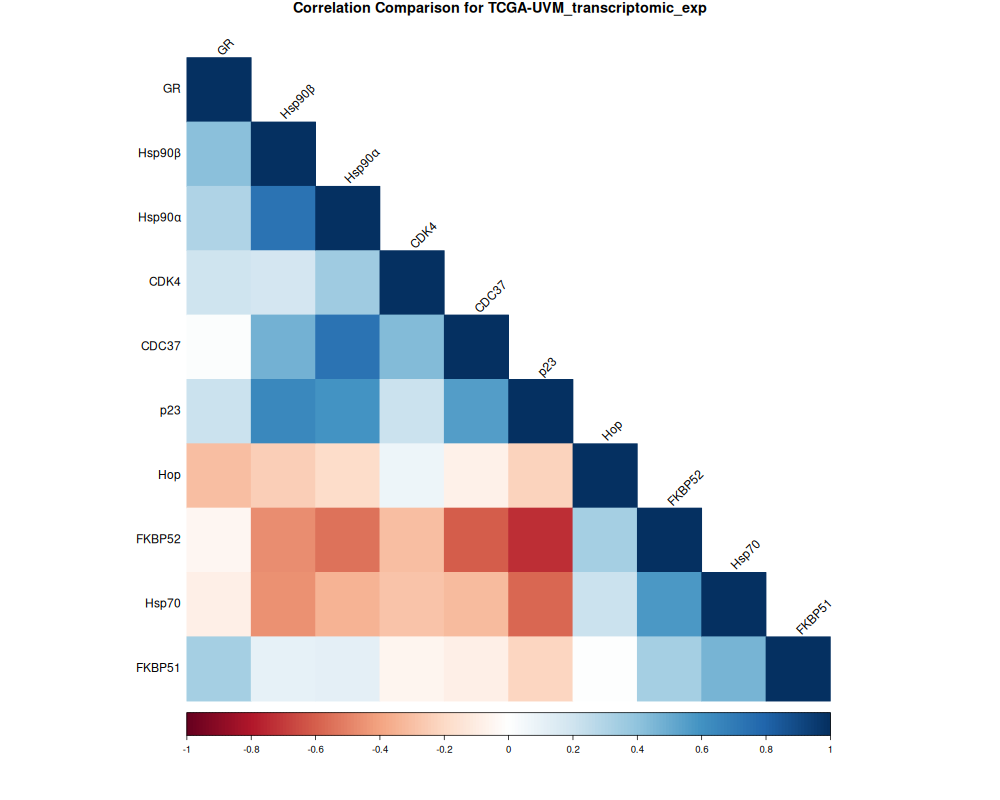 Correlation Comparison for TCGA-UVM_transcriptomic_exp
GR
GR
Hsp90β
Hsp90β
Hsp90α
Hsp90α
CDK4
CDK4
CDC37
CDC37
p23
p23
Hop
Hop
FKBP52
FKBP52
Hsp70
Hsp70
FKBP51
FKBP51
-1 -0.8 -0.6 -0.4 -0.2 0 0.2 0.4 0.6 0.8 1